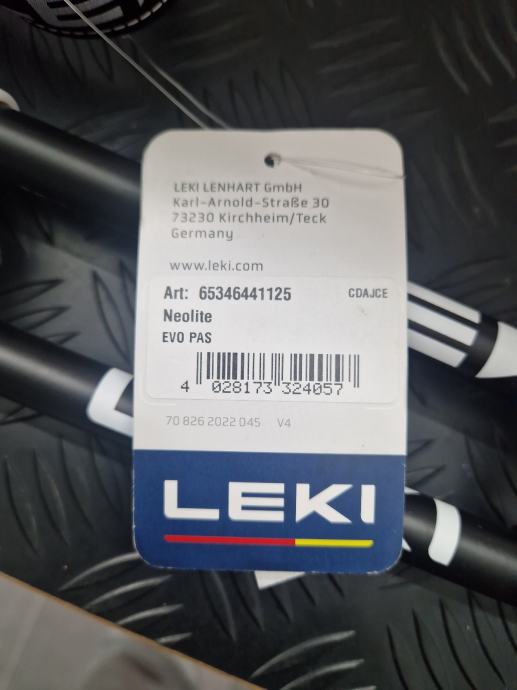 LEKI LENHART GmbH
Karl-Arnold-Straße 30
73230 Kirchheim/Teck
Germany
www.leki.com
Art: 65346441125 CDAJCE
Neolite
EVO PAS
4 028173 324057
70 826 2022 045 V4
LEKI